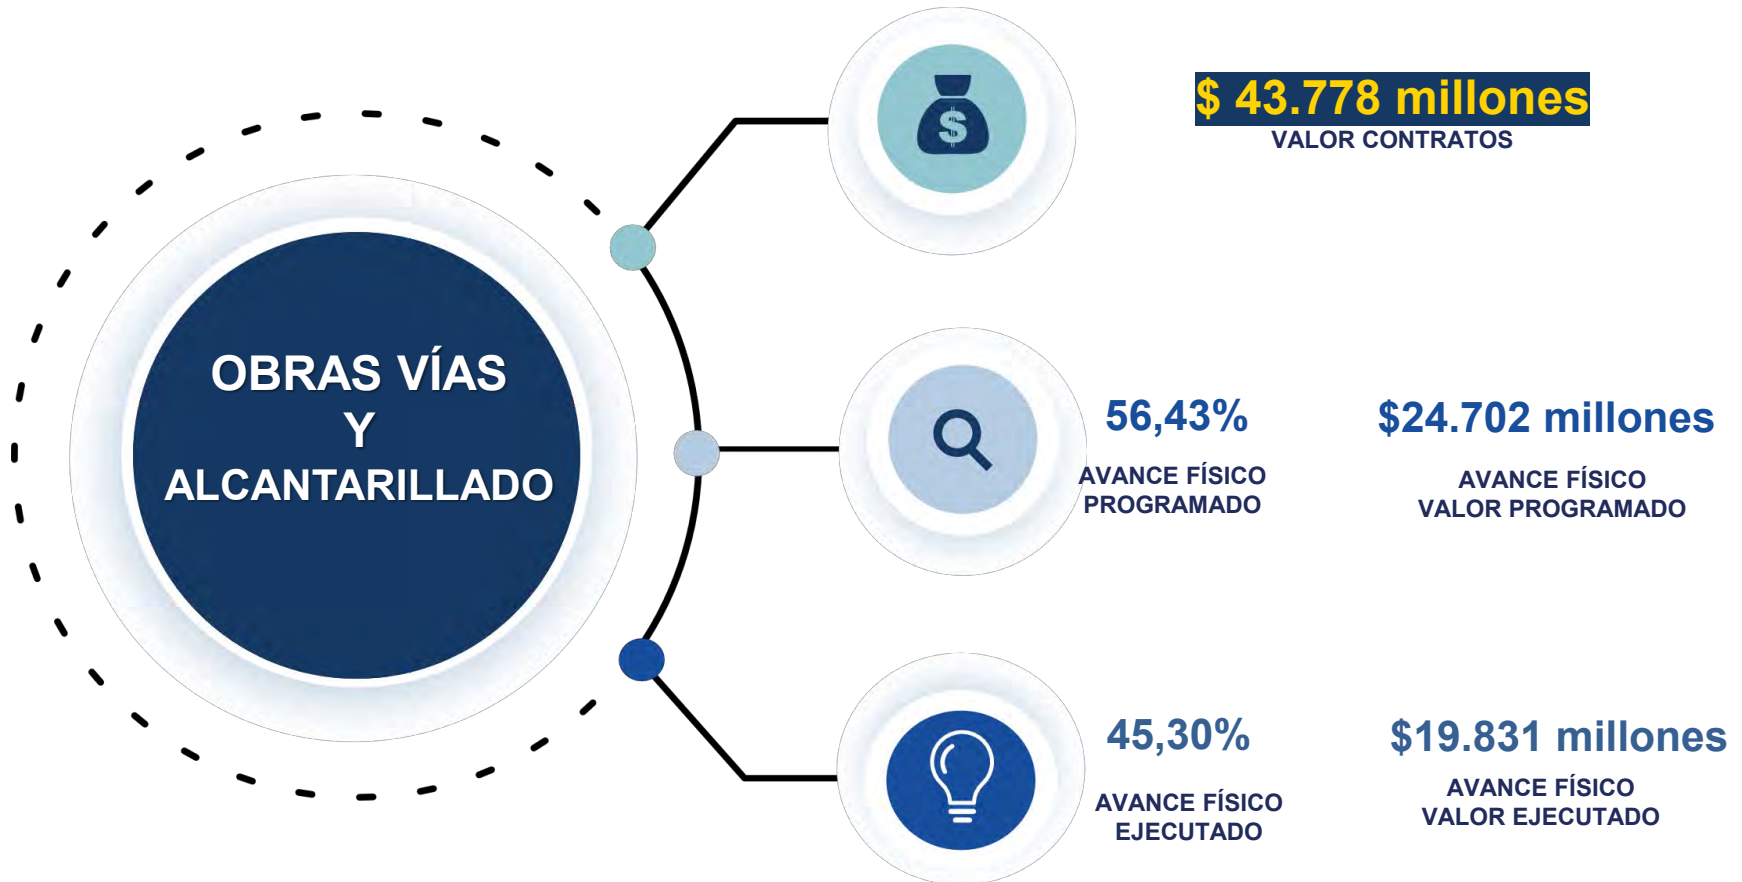 OBRAS VÍAS
Y
ALCANTARILLADO
$
$ 43.778 millones
VALOR CONTRATOS
56,43%
AVANCE FÍSICO
PROGRAMADO
$24.702 millones
AVANCE FÍSICO
VALOR PROGRAMADO
45,30%
AVANCE FÍSICO
EJECUTADO
$19.831 millones
AVANCE FÍSICO
VALOR EJECUTADO